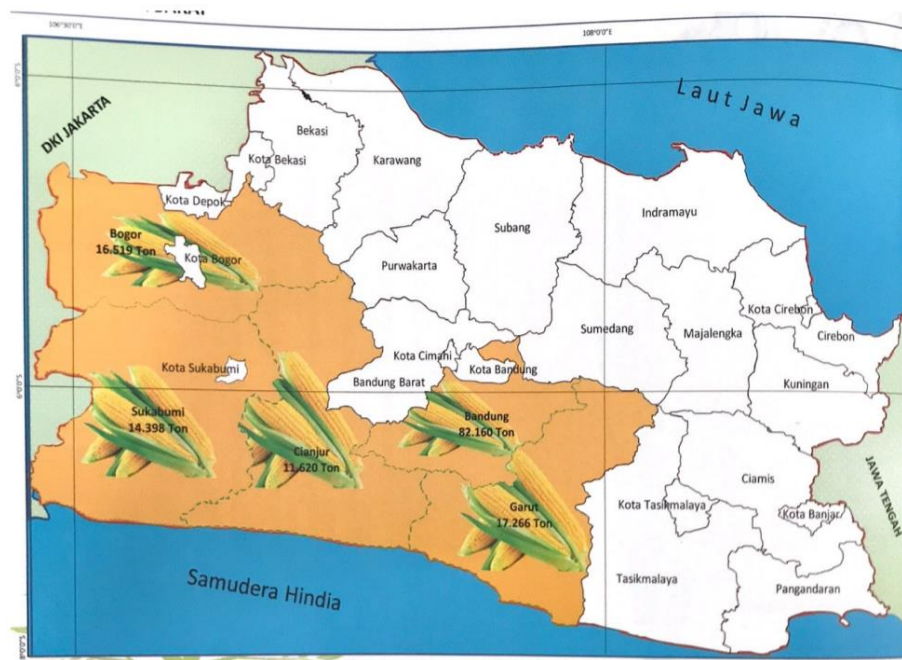 106°30'0"E
108°0'0"E
Laut Jawa
DKI JAKARTA
Bekasi
Kota Bekasi
Karawang
Kota Depok
Indramayu
Subang
Bogor
16.519 Ton
Kota Bogor
Purwakarta
Kota Cirebon
Sumedang
Majalengka
Cirebon
Kota Cimahi
Kota Sukabumi
Kota Bandung
Bandung Barat
Kuningan
Sukabumi
14.398 Ton
Bandung
82.160 Ton
Cianjur
11.620 Ton
Ciamis
JAWA TENGAH
Garut
17.266 Ton
Kota Tasikmalaya
Kota Banjar
Samudera Hindia
Tasikmalaya
Pangandaran